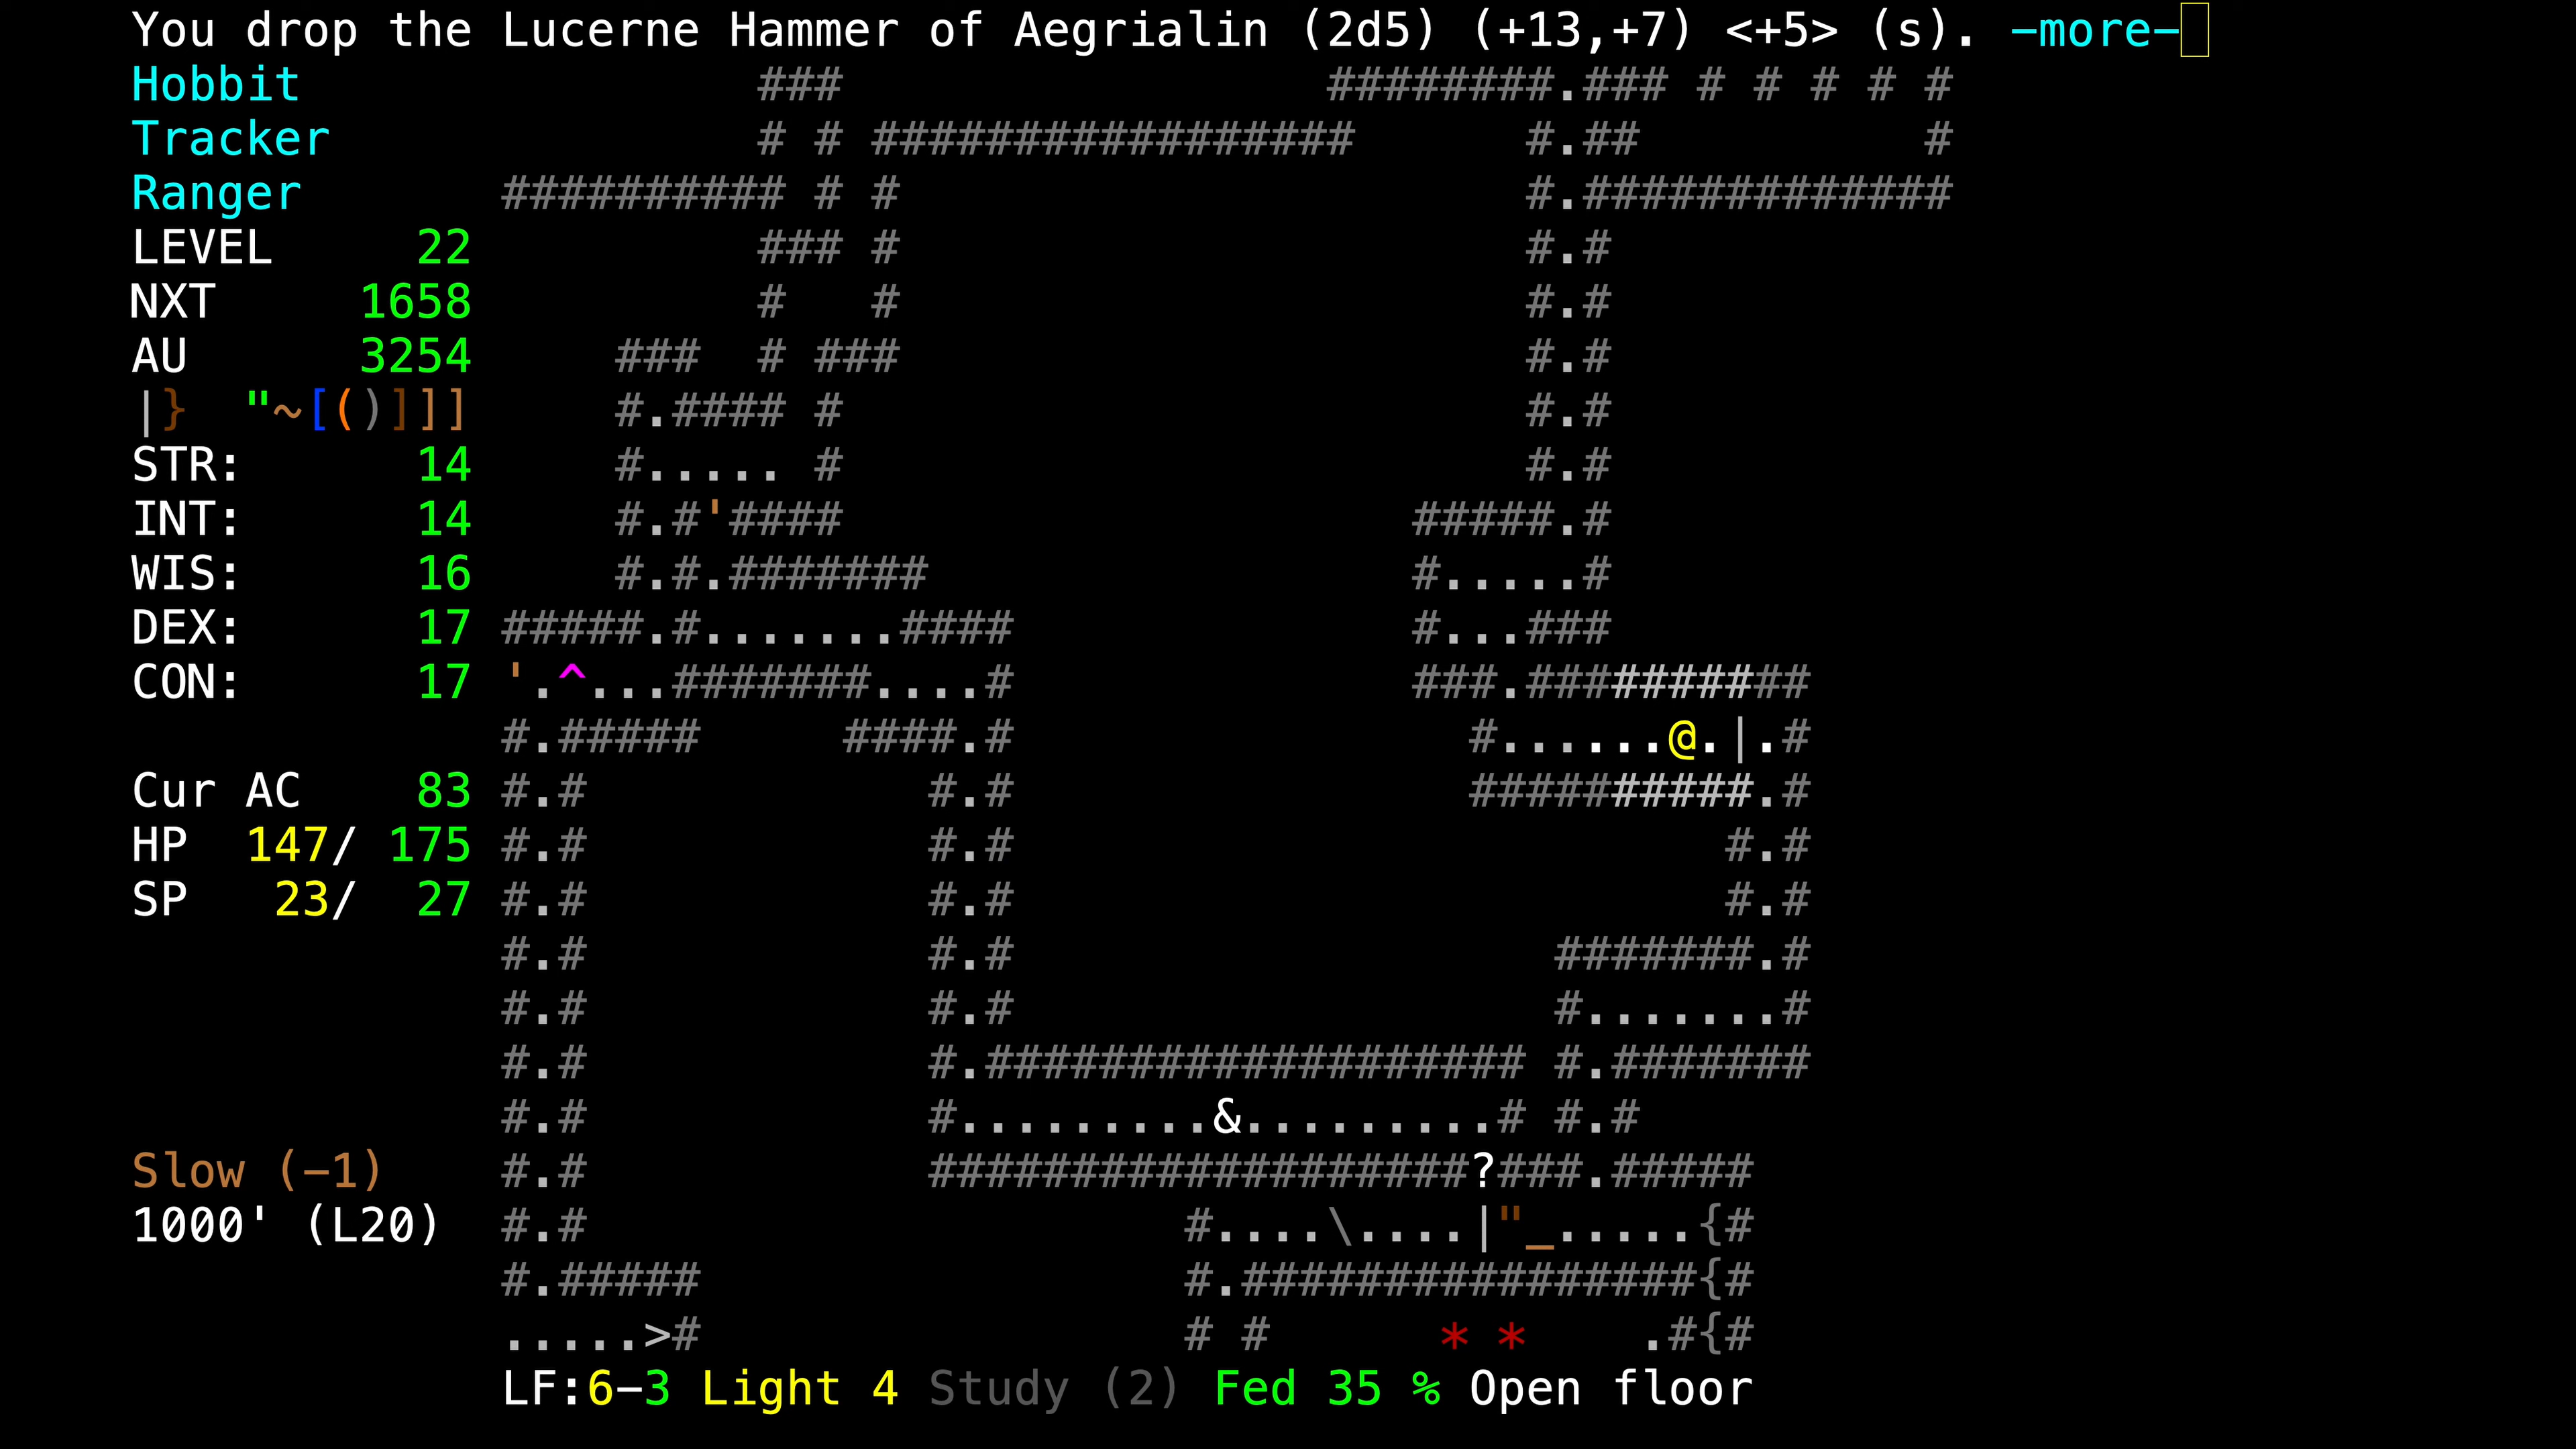 You drop the Lucerne Hammer of Aegrialin (2d5) (+13,+7) <+5> (s). -more-
Hobbit ### ########.### # # # # #
Tracker # # ################# #.## #
Ranger ########## # # #.#############
LEVEL 22 ### # #.#
NXT 1658 # # #.#
AU 3254 ### # ### #.#
|} "~[()]]] #.#### # #.#
STR: 14 #..... # #.#
INT: 14 #.#'#### #####.#
WIS: 16 #.#.####### #.....#
DEX: 17 #####.#.......#### #...###
CON: 17 '.^...#######....# ###.##########
#.##### ####.# #......@.|.#
Cur AC 83 #.# #.# ##########.#
HP 147/ 175 #.# #.# #.#
SP 23/ 27 #.# #.# #.#
#.# #.# #######.#
#.# #.# #.......#
#.# #.################### #.#######
#.# #.........&.........# #.#
Slow (-1) #.# ###################?###.#####
1000' (L20) #.# #....\....|"_.....{#
#.##### #.################{#
.....># # # * * .#{#
LF:6-3 Light 4 Study (2) Fed 35 % Open floor